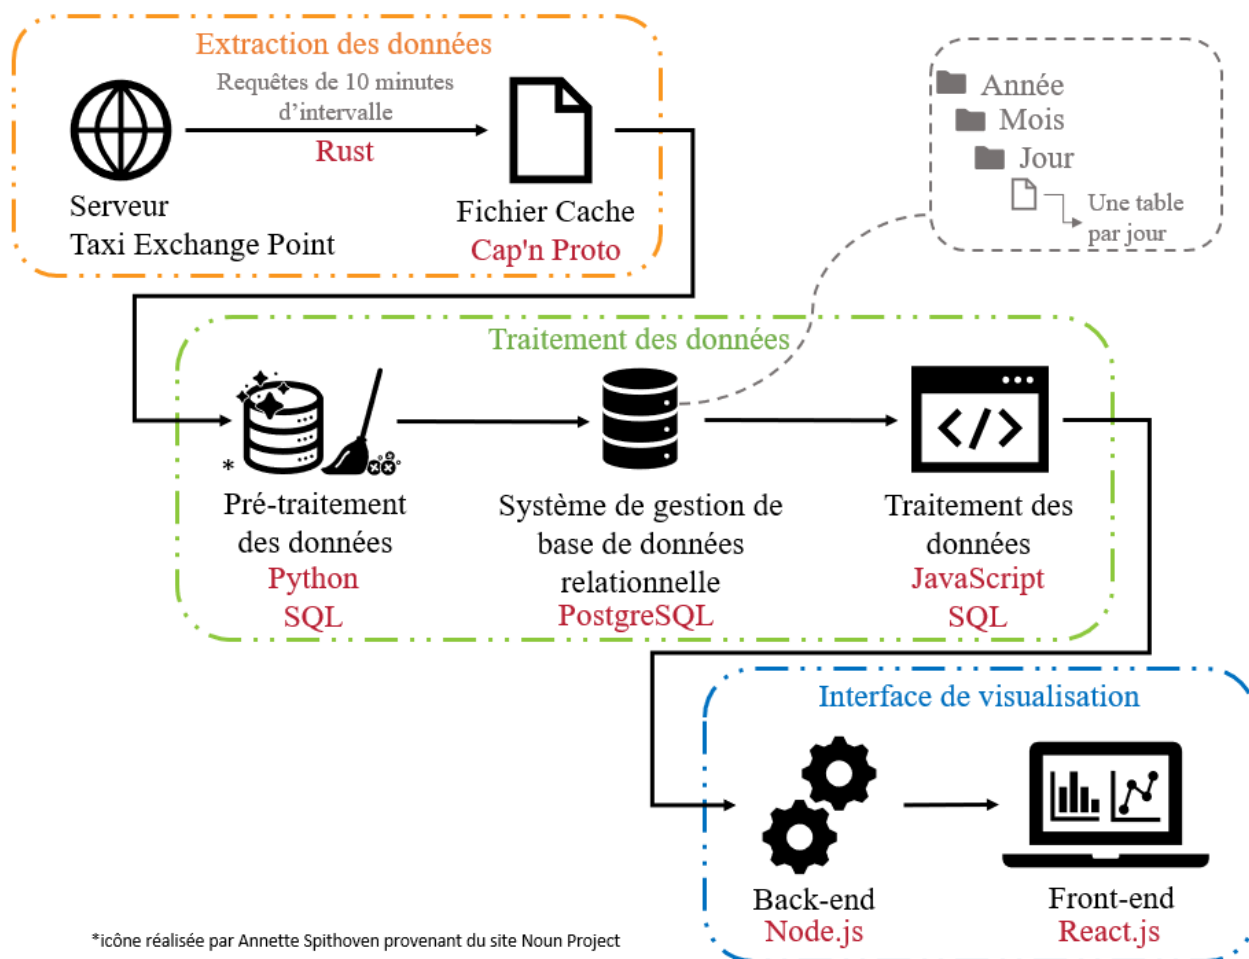 Extraction des données
Requêtes de 10 minutes
d'intervalle
Rust
Serveur
Taxi Exchange Point
Fichier Cache
Cap'n Proto
Année
Mois
Jour
Une table
par jour
Traitement des données
*
Pré-traitement
des données
Python
SQL
Système de gestion de
base de données
relationnelle
PostgreSQL
</>
Traitement des
données
JavaScript
SQL
Interface de visualisation
Back-end
Node.js
Front-end
React.js
*icône réalisée par Annette Spithoven provenant du site Noun Project